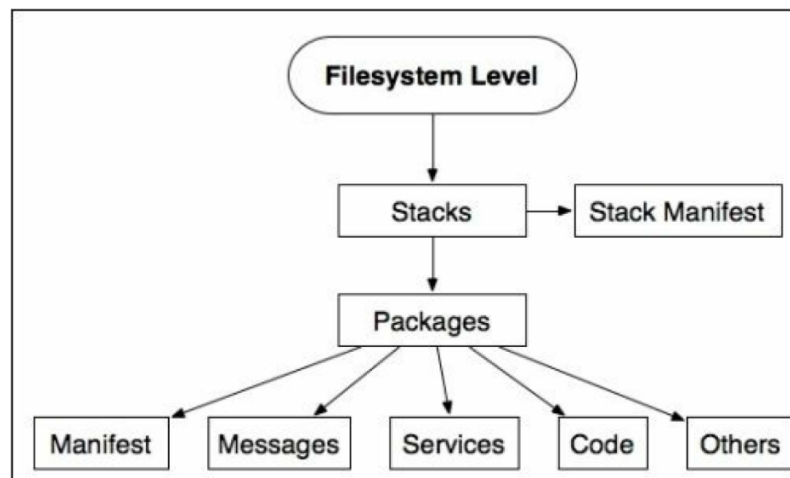 Filesystem Level
Stacks
Stack Manifest
Packages
Manifest
Messages
Services
Code
Others